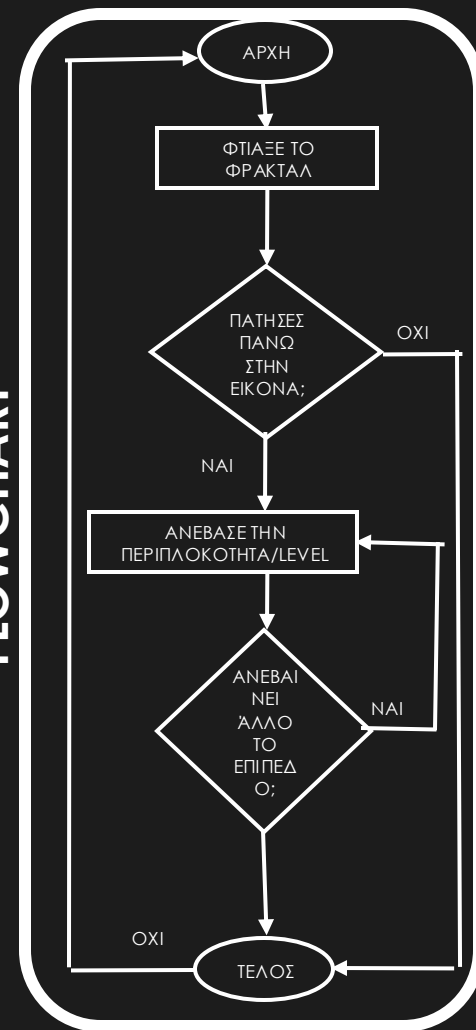 ΑΡΧΗ
ΦΤΙΑΞΕ ΤΟ
ΦΡΑΚΤΑΛ
ΠΑΤΗΣΕΣ
ΠΑΝΩ
ΣΤΗΝ
ΕΙΚΟΝΑ;
ΟΧΙ
ΝΑΙ
ΑΝΕΒΑΣΕ ΤΗΝ
ΠΕΡΙΠΛΟΚΟΤΗΤΑ/LEVEL
ΑΝΕΒΑΙ
ΝΕΙ
ΆΛΛΟ
ΤΟ
ΕΠΙΠΕΔ
Ο;
ΝΑΙ
ΟΧΙ
ΤΕΛΟΣ